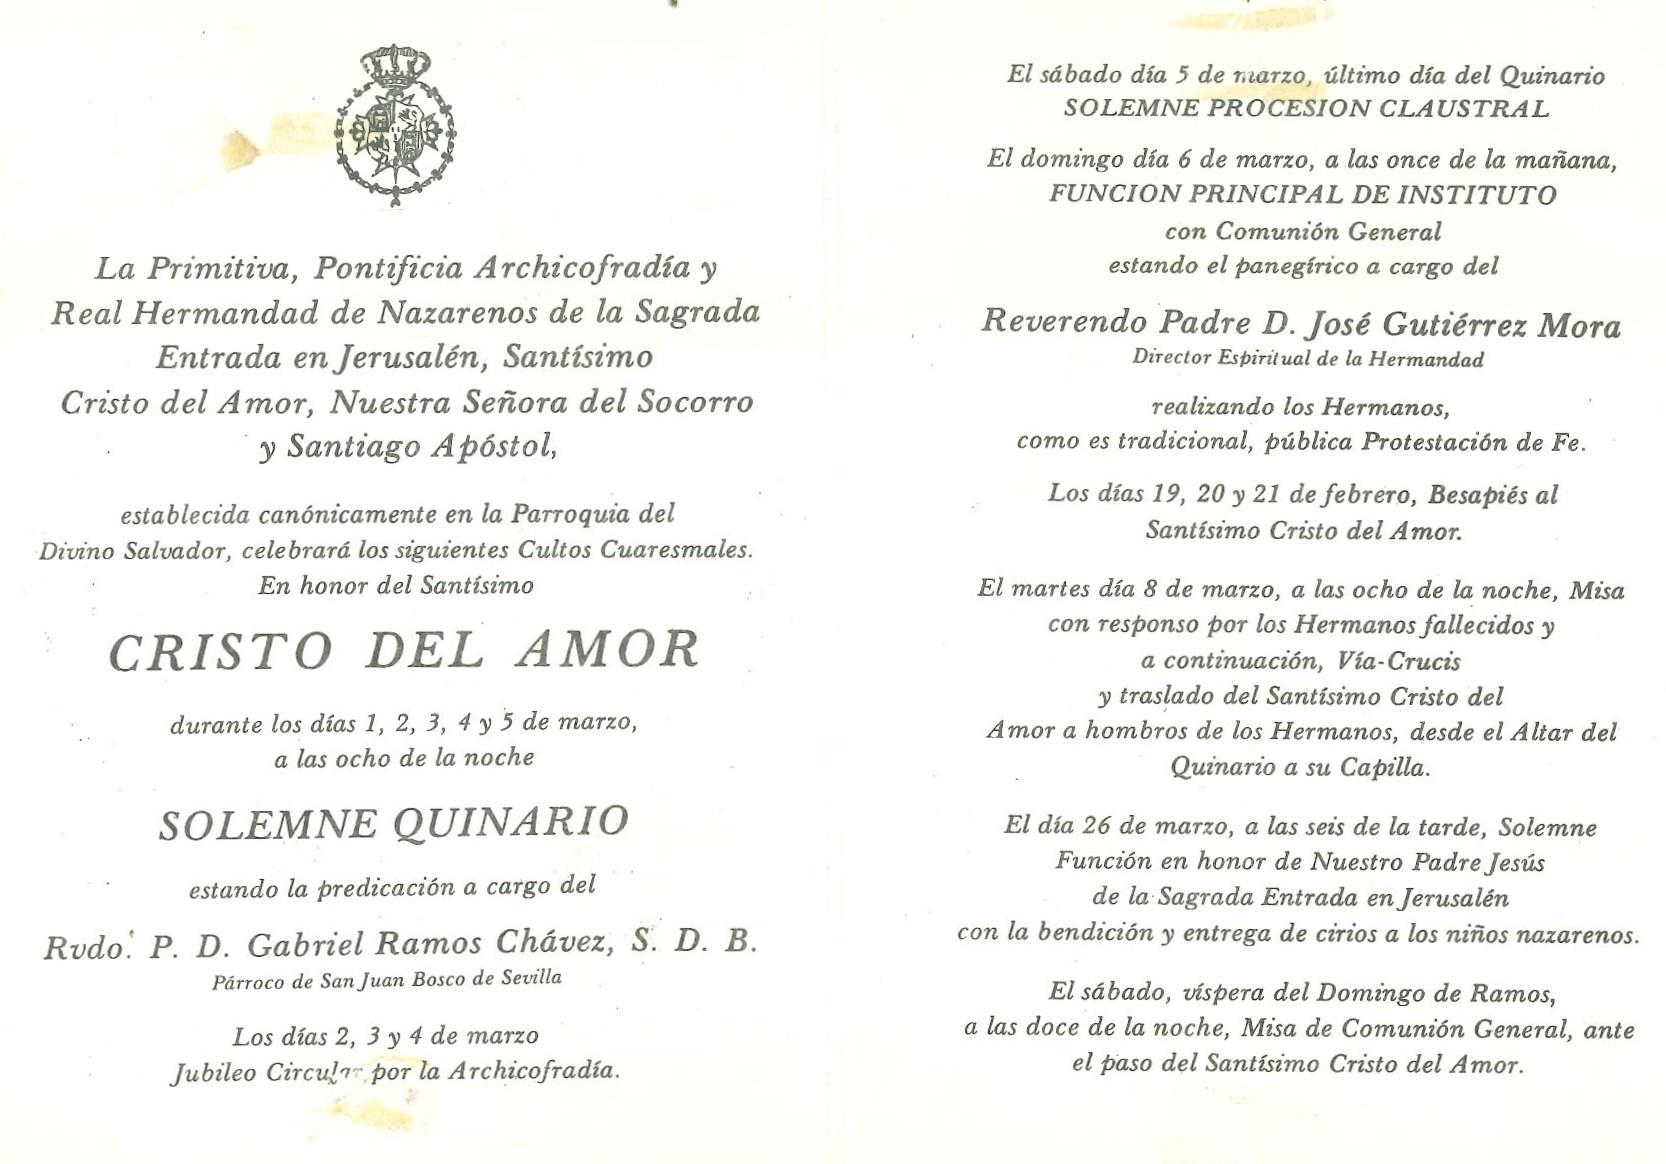 La Primitiva, Pontificia Archicofradía y
Real Hermandad de Nazarenos de la Sagrada
Entrada en Jerusalén, Santísimo
Cristo del Amor, Nuestra Señora del Socorro
y Santiago Apóstol,
establecida canónicamente en la Parroquia del
Divino Salvador, celebrará los siguientes Cultos Cuaresmales.
En honor del Santísimo
CRISTO DEL AMOR
durante los días 1, 2, 3, 4 y 5 de marzo,
a las ocho de la noche
SOLEMNE QUINARIO
estando la predicación a cargo del
Rvdo. P. D. Gabriel Ramos Chávez, S. D. B.
Párroco de San Juan Bosco de Sevilla
Los días 2, 3 y 4 de marzo
Jubileo Circular por la Archicofradía.
El sábado día 5 de marzo, último día del Quinario
SOLEMNE PROCESION CLAUSTRAL
El domingo día 6 de marzo, a las once de la mañana,
FUNCION PRINCIPAL DE INSTITUTO
con Comunión General
estando el panegírico a cargo del
Reverendo Padre D. José Gutiérrez Mora
Director Espiritual de la Hermandad
realizando los Hermanos,
como es tradicional, pública Protestación de Fe.
Los días 19, 20 y 21 de febrero, Besapiés al
Santísimo Cristo del Amor.
El martes día 8 de marzo, a las ocho de la noche, Misa
con responso por los Hermanos fallecidos y
a continuación, Vía-Crucis
y traslado del Santísimo Cristo del
Amor a hombros de los Hermanos, desde el Altar del
Quinario a su Capilla.
El día 26 de marzo, a las seis de la tarde, Solemne
Función en honor de Nuestro Padre Jesús
de la Sagrada Entrada en Jerusalén
con la bendición y entrega de cirios a los niños nazarenos.
El sábado, víspera del Domingo de Ramos,
a las doce de la noche, Misa de Comunión General, ante
el paso del Santísimo Cristo del Amor.